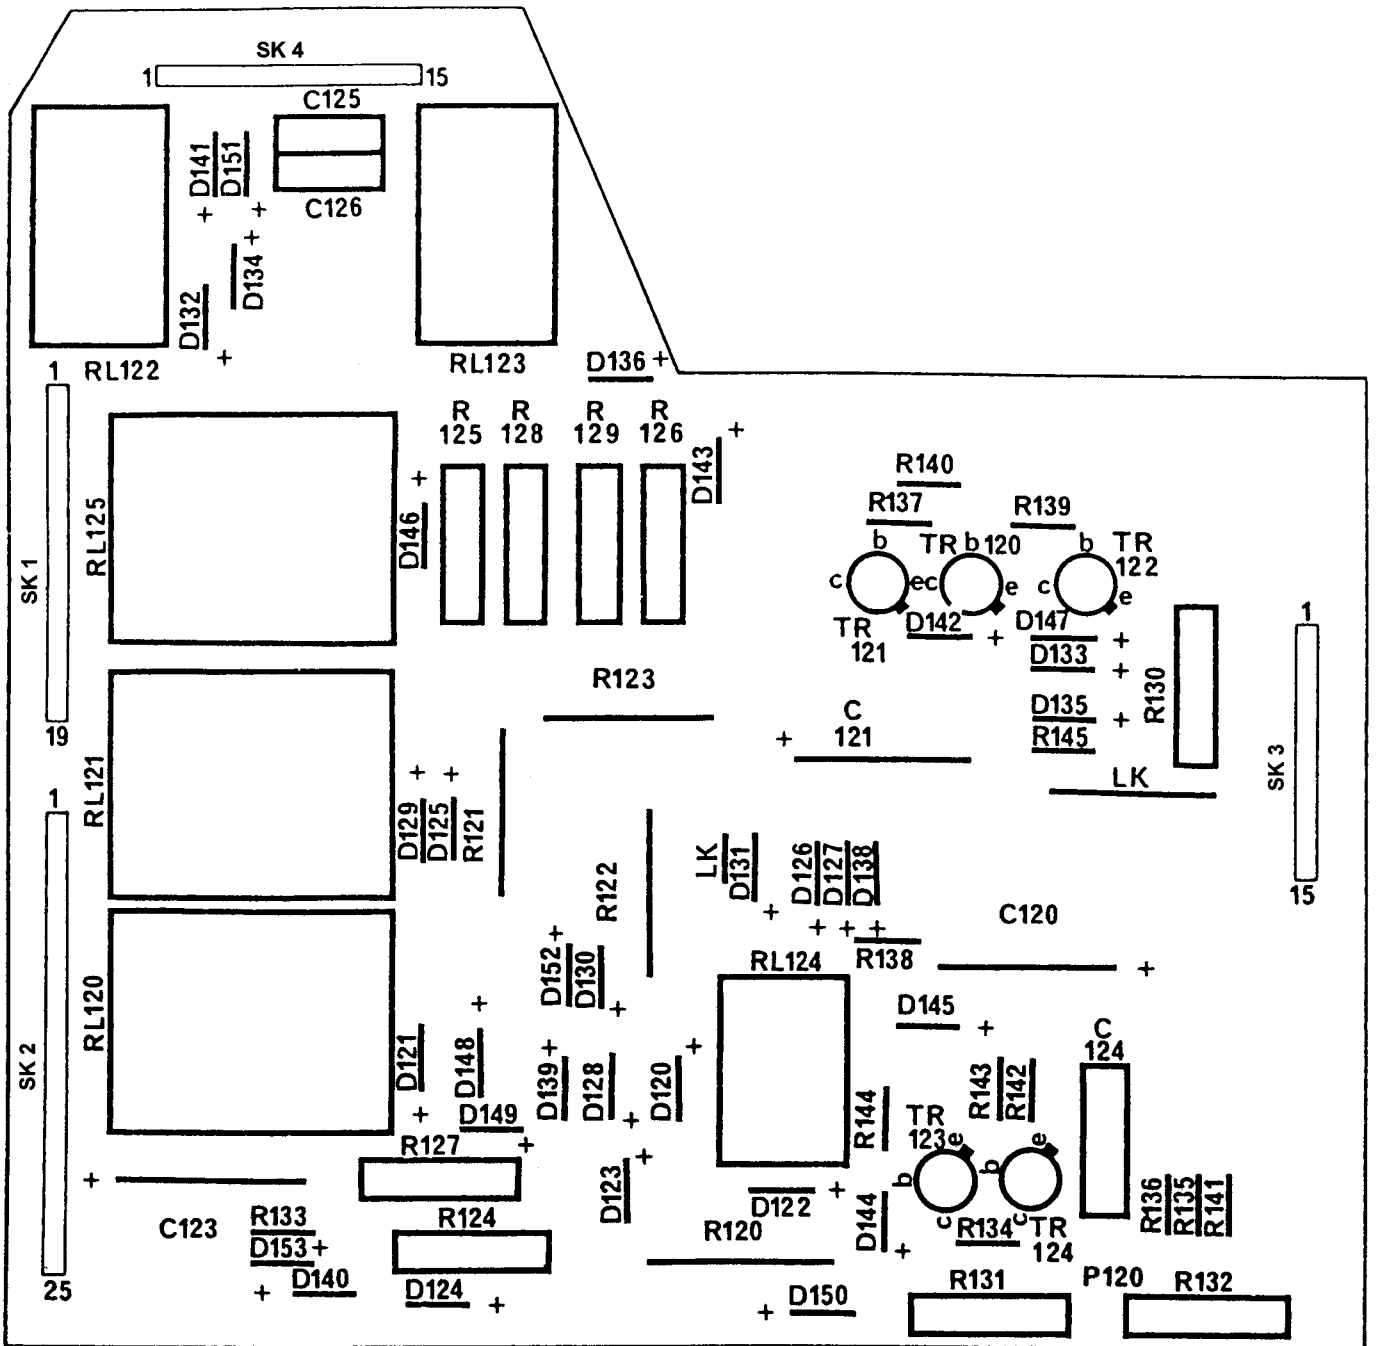 SK 4
1 15
C125
D141
D151
C126
+ +
+
D134
D132
+
RL122
RL123
D136 +
1
R 125
R 128
R 129
R 126
D143
+
RL125
+
D146
SK 1
19
R140
R137
R139
b
c
e
TR 121
TR 120
b
c
e
TR 122
b
c
e
D142 +
D147 +
D133 +
D135 +
R145
R130
LK
1
SK 3
15
R123
C 121
+
RL121
+ +
D129
D125
R121
R122
LK
D131
+
D126
D127
D138
+ + +
R138
C120
+
1
SK 2
25
RL120
D121
+
+
D148
D149
+
+
D152
D130
+
+
D139
D128
+
+
D120
RL124
D145 +
C 124
R143
R142
R144
TR 123
e
b
c
e
b
c
TR 124
R134
D144
+
R136
R135
R141
R127
+
C123
R133
D153 +
+ D140
R124
D124 +
+
D123
D122 +
R120
+ D150
R131
P120
R132